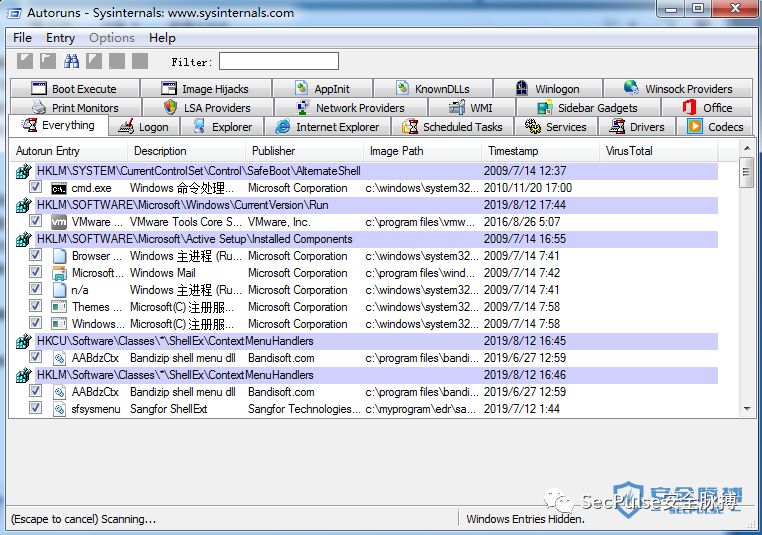 Autoruns - Sysinternals: www.sysinternals.com
File Entry Options Help
Filter:
Boot Execute Image Hijacks AppInit KnownDLLs Winlogon Winsock Providers
Print Monitors LSA Providers Network Providers WMI Sidebar Gadgets Office
Everything Logon Explorer Internet Explorer Scheduled Tasks Services Drivers Codecs
Autorun Entry Description Publisher Image Path Timestamp VirusTotal
HKLM\SYSTEM\CurrentControlSet\Control\SafeBoot\AlternateShell 2009/7/14 12:37
cmd.exe Windows 命令处理... Microsoft Corporation c:\windows\system32... 2010/11/20 17:00
HKLM\SOFTWARE\Microsoft\Windows\CurrentVersion\Run 2019/8/12 17:44
VMware ... VMware Tools Core S... VMware, Inc. c:\program files\vmw... 2016/8/26 5:07
HKLM\SOFTWARE\Microsoft\Active Setup\Installed Components 2009/7/14 16:55
Browser ... Windows 主进程 (Ru... Microsoft Corporation c:\windows\system32... 2009/7/14 7:41
Microsoft... Windows Mail Microsoft Corporation c:\program files\wind... 2009/7/14 7:42
n/a Windows 主进程 (Ru... Microsoft Corporation c:\windows\system32... 2009/7/14 7:41
Themes ... Microsoft(C) 注册服... Microsoft Corporation c:\windows\system32... 2009/7/14 7:58
Windows... Microsoft(C) 注册服... Microsoft Corporation c:\windows\system32... 2009/7/14 7:58
HKCU\Software\Classes\*\ShellEx\ContextMenuHandlers 2019/8/12 16:45
AABdzCtx Bandizip shell menu dll Bandisoft.com c:\program files\bandi... 2019/6/27 12:59
HKLM\Software\Classes\*\ShellEx\ContextMenuHandlers 2019/8/12 16:46
AABdzCtx Bandizip shell menu dll Bandisoft.com c:\program files\bandi... 2019/6/27 12:59
sfsysmenu Sangfor ShellExt Sangfor Technologies... c:\myprogram\edr\sa... 2019/7/12 1:44
安全脉搏
SecPulse安全脉搏
SECPULSE
(Escape to cancel) Scanning... Windows Entries Hidden.